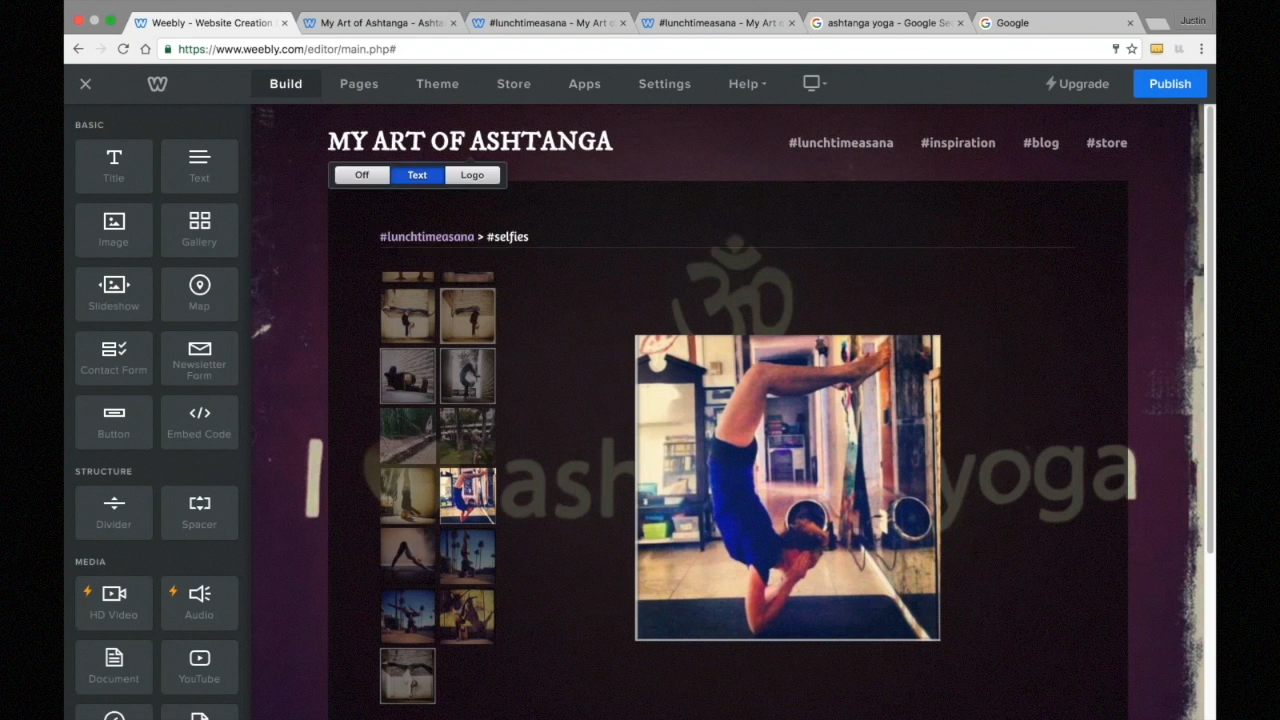 Weebly - Website Creation
My Art of Ashtanga - Ashta
#lunchtimeasana - My Art o
#lunchtimeasana - My Art o
ashtanga yoga - Google Se
Google
Justin
https://www.weebly.com/editor/main.php#
Build
Pages
Theme
Store
Apps
Settings
Help
Upgrade
Publish
BASIC
Title
Text
Image
Gallery
Slideshow
Map
Contact Form
Newsletter
Form
Button
Embed Code
STRUCTURE
Divider
Spacer
MEDIA
HD Video
Audio
Document
YouTube
MY ART OF ASHTANGA
#lunchtimeasana
#inspiration
#blog
#store
Off
Text
Logo
#lunchtimeasana > #selfies
ॐ
I ash yoga